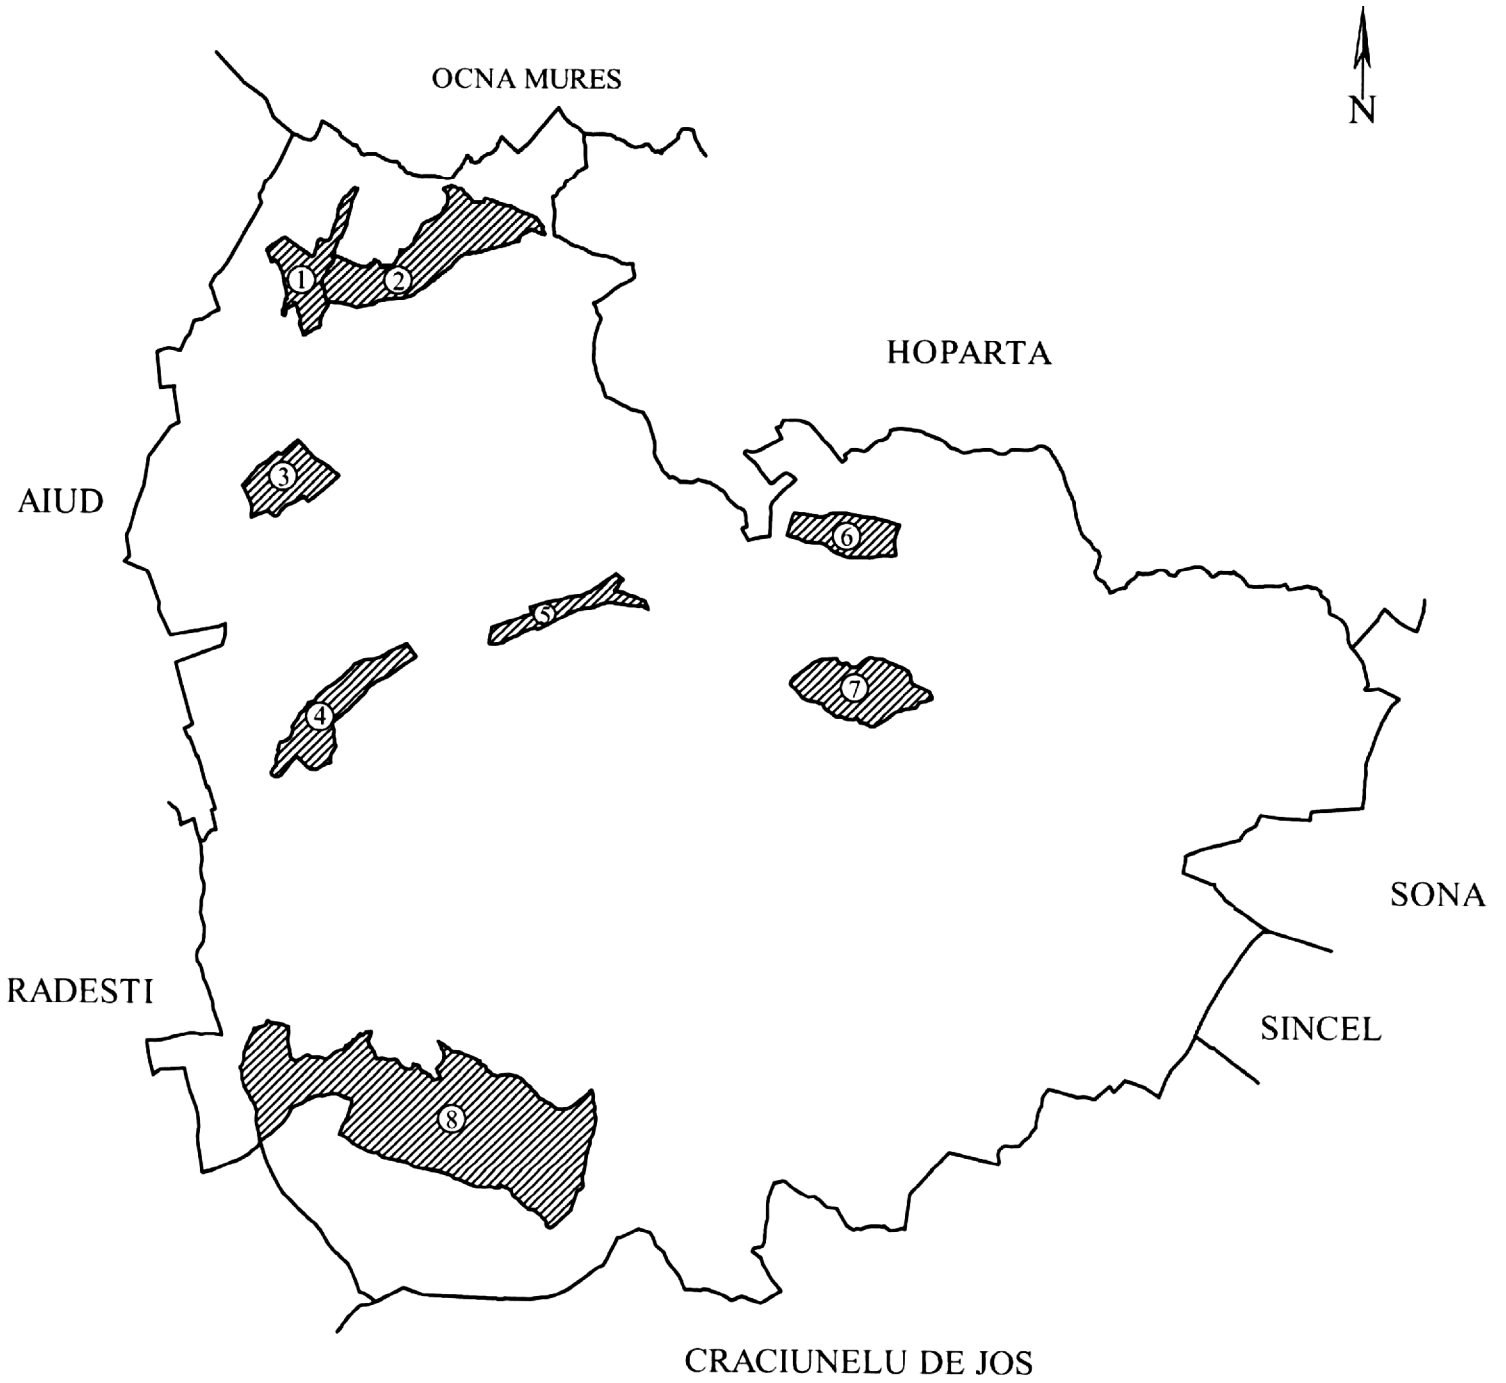 OCNA MURES
N
1
2
HOPARTA
3
AIUD
6
5
7
4
SONA
RADESTI
SINCEL
8
CRACIUNELU DE JOS